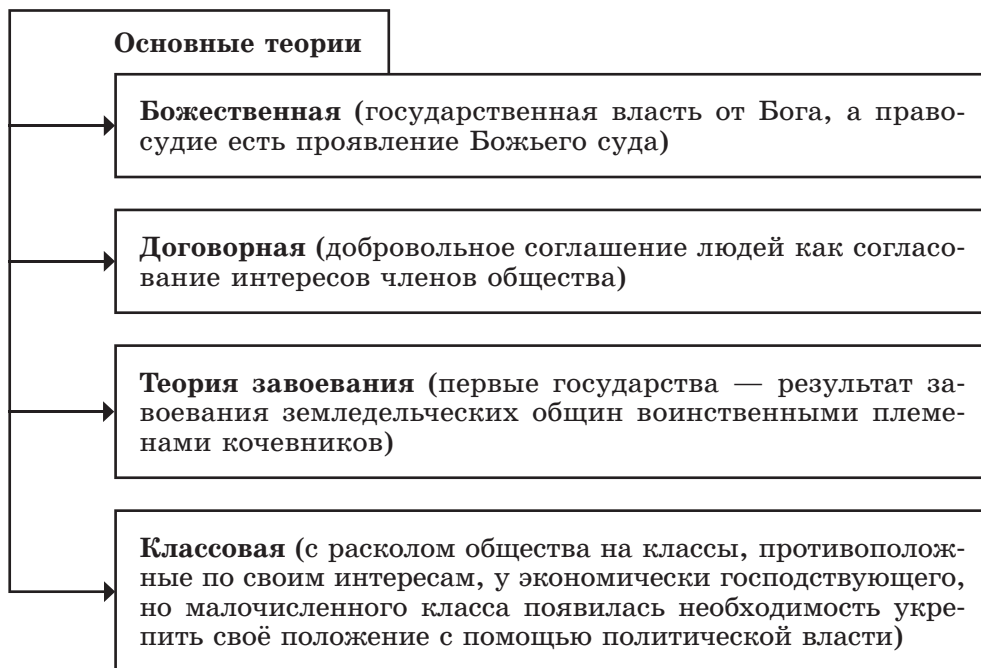 Основные теории
Божественная (государственная власть от Бога, а право-
судие есть проявление Божьего суда)
Договорная (добровольное соглашение людей как согласо-
вание интересов членов общества)
Теория завоевания (первые государства — результат за-
воевания земледельческих общин воинственными племе-
нами кочевников)
Классовая (с расколом общества на классы, противополож-
ные по своим интересам, у экономически господствующего,
но малочисленного класса появилась необходимость укре-
пить своё положение с помощью политической власти)